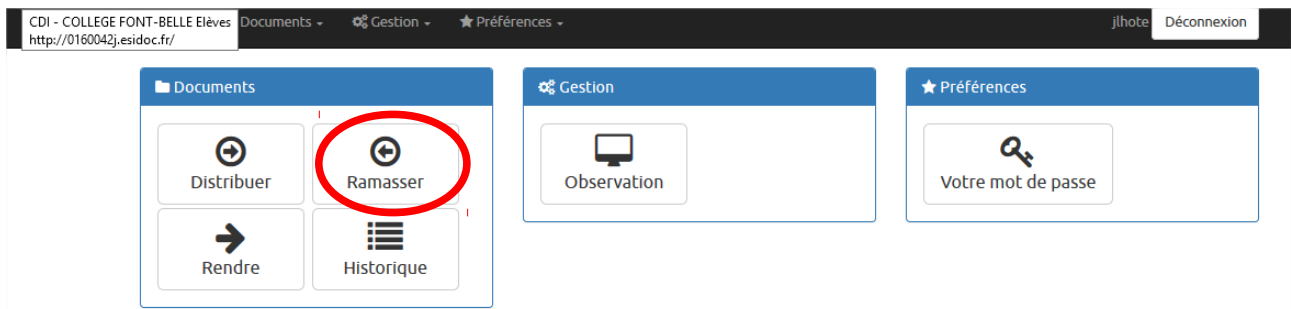 CDI - COLLEGE FONT-BELLE Elèves
http://0160042j.esidoc.fr/
Documents
Gestion
Préférences
jlhote
Déconnexion
Documents
Distribuer
Ramasser
Rendre
Historique
Gestion
Observation
Préférences
Votre mot de passe